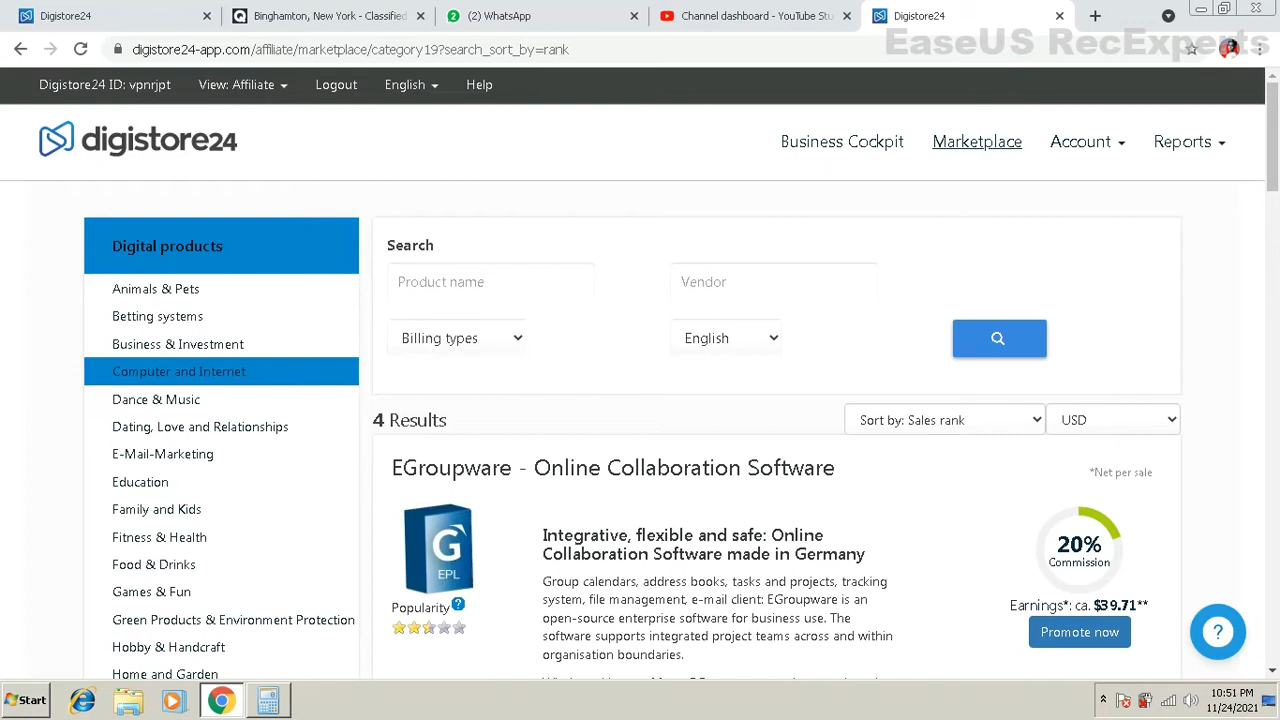 Digistore24
Binghamton, New York - Classified
2
(2) WhatsApp
Channel dashboard - YouTube Stu
Digistore24
digistore24-app.com/affiliate/marketplace/category19?search_sort_by=rank
EaseUS RecExperts
Digistore24 ID: vpnrjpt
View: Affiliate
Logout
English
Help
digistore24
Business Cockpit
Marketplace
Account
Reports
Digital products
Animals & Pets
Betting systems
Business & Investment
Computer and Internet
Dance & Music
Dating, Love and Relationships
E-Mail-Marketing
Education
Family and Kids
Fitness & Health
Food & Drinks
Games & Fun
Green Products & Environment Protection
Hobby & Handcraft
Home and Garden
Search
Product name
Vendor
Billing types
English
4 Results
Sort by: Sales rank
USD
EGroupware - Online Collaboration Software
*Net per sale
G
EPL
Popularity ?
Integrative, flexible and safe: Online
Collaboration Software made in Germany
Group calendars, address books, tasks and projects, tracking
system, file management, e-mail client: EGroupware is an
open-source enterprise software for business use. The
software supports integrated project teams across and within
organisation boundaries.
20%
Commission
Earnings*: ca. $39.71**
Promote now
?
Start
10:51 PM
11/24/2021